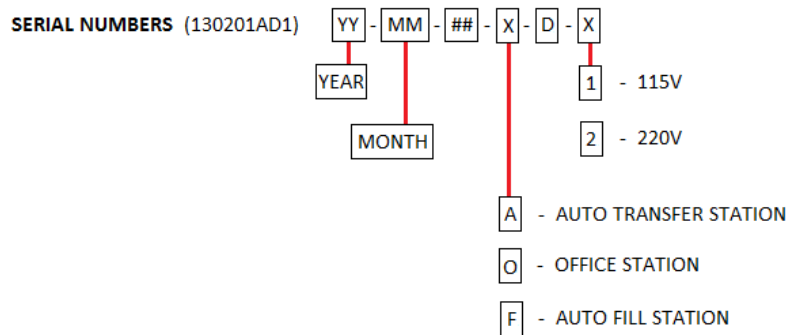 SERIAL NUMBERS (130201AD1) YY - MM - ## - X - D - X
YEAR 1 - 115V
MONTH 2 - 220V
A - AUTO TRANSFER STATION
O - OFFICE STATION
F - AUTO FILL STATION